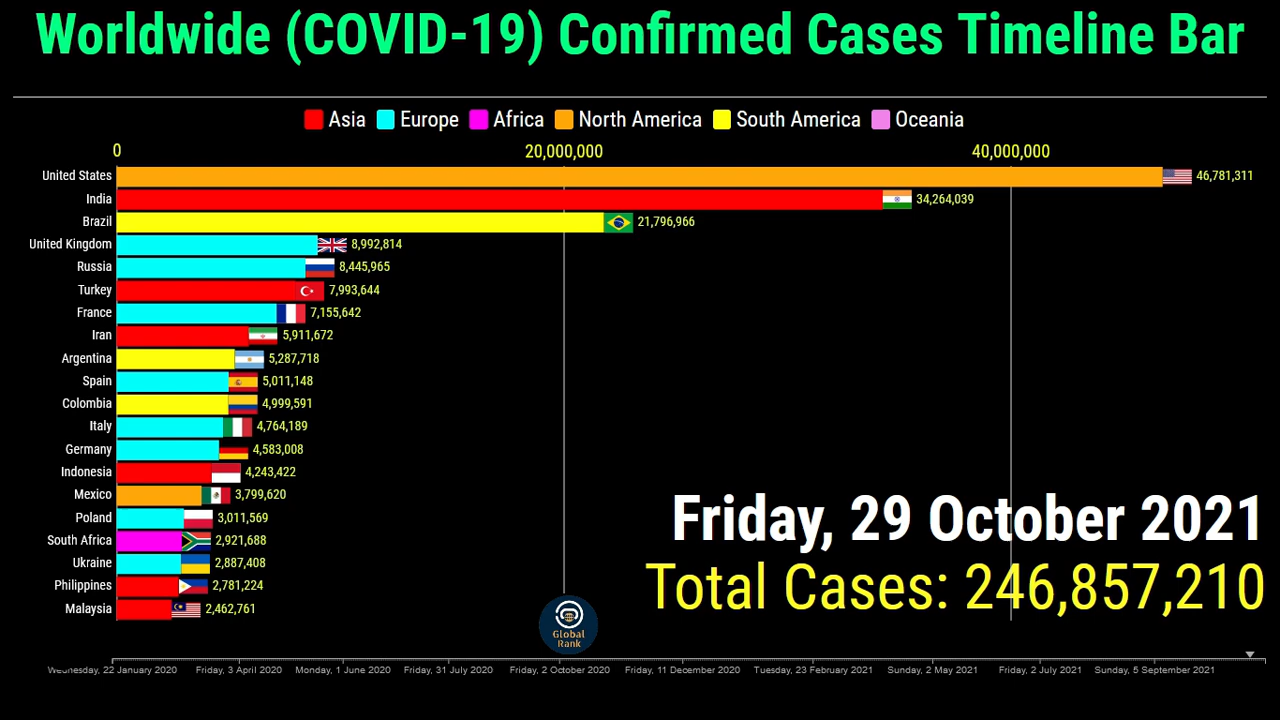 Worldwide (COVID-19) Confirmed Cases Timeline Bar
Asia Europe Africa North America South America Oceania
0 20,000,000 40,000,000
United States 46,781,311
India 34,264,039
Brazil 21,796,966
United Kingdom 8,992,814
Russia 8,445,965
Turkey 7,993,644
France 7,155,642
Iran 5,911,672
Argentina 5,287,718
Spain 5,011,148
Colombia 4,999,591
Italy 4,764,189
Germany 4,583,008
Indonesia 4,243,422
Mexico 3,799,620
Poland 3,011,569
South Africa 2,921,688
Ukraine 2,887,408
Philippines 2,781,224
Malaysia 2,462,761
Friday, 29 October 2021
Total Cases: 246,857,210
Global
Rank
Wednesday, 22 January 2020 Friday, 3 April 2020 Monday, 1 June 2020 Friday, 31 July 2020 Friday, 2 October 2020 Friday, 11 December 2020 Tuesday, 23 February 2021 Sunday, 2 May 2021 Friday, 2 July 2021 Sunday, 5 September 2021